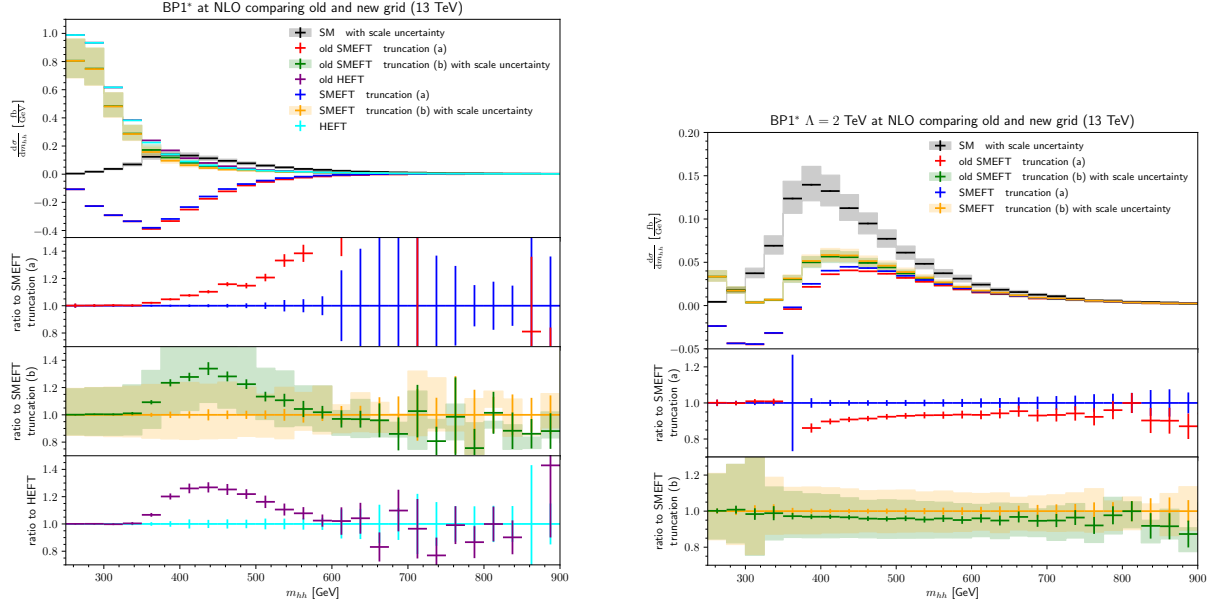 BP1* at NLO comparing old and new grid (13 TeV)
SM with scale uncertainty
old SMEFT truncation (a)
old SMEFT truncation (b) with scale uncertainty
old HEFT
SMEFT truncation (a)
SMEFT truncation (b) with scale uncertainty
HEFT
dσ/dm_hh [fb/GeV]
1.0
0.8
0.6
0.4
0.2
0.0
−0.2
−0.4
ratio to SMEFT
truncation (a)
1.4
1.2
1.0
0.8
ratio to SMEFT
truncation (b)
1.4
1.2
1.0
0.8
ratio to HEFT
1.4
1.2
1.0
0.8
300 400 500 600 700 800 900
m_hh [GeV]
BP1* Λ = 2 TeV at NLO comparing old and new grid (13 TeV)
SM with scale uncertainty
old SMEFT truncation (a)
old SMEFT truncation (b) with scale uncertainty
SMEFT truncation (a)
SMEFT truncation (b) with scale uncertainty
dσ/dm_hh [fb/GeV]
0.20
0.15
0.10
0.05
0.00
−0.05
ratio to SMEFT
truncation (a)
1.2
1.0
0.8
ratio to SMEFT
truncation (b)
1.2
1.0
0.8
300 400 500 600 700 800 900
m_hh [GeV]